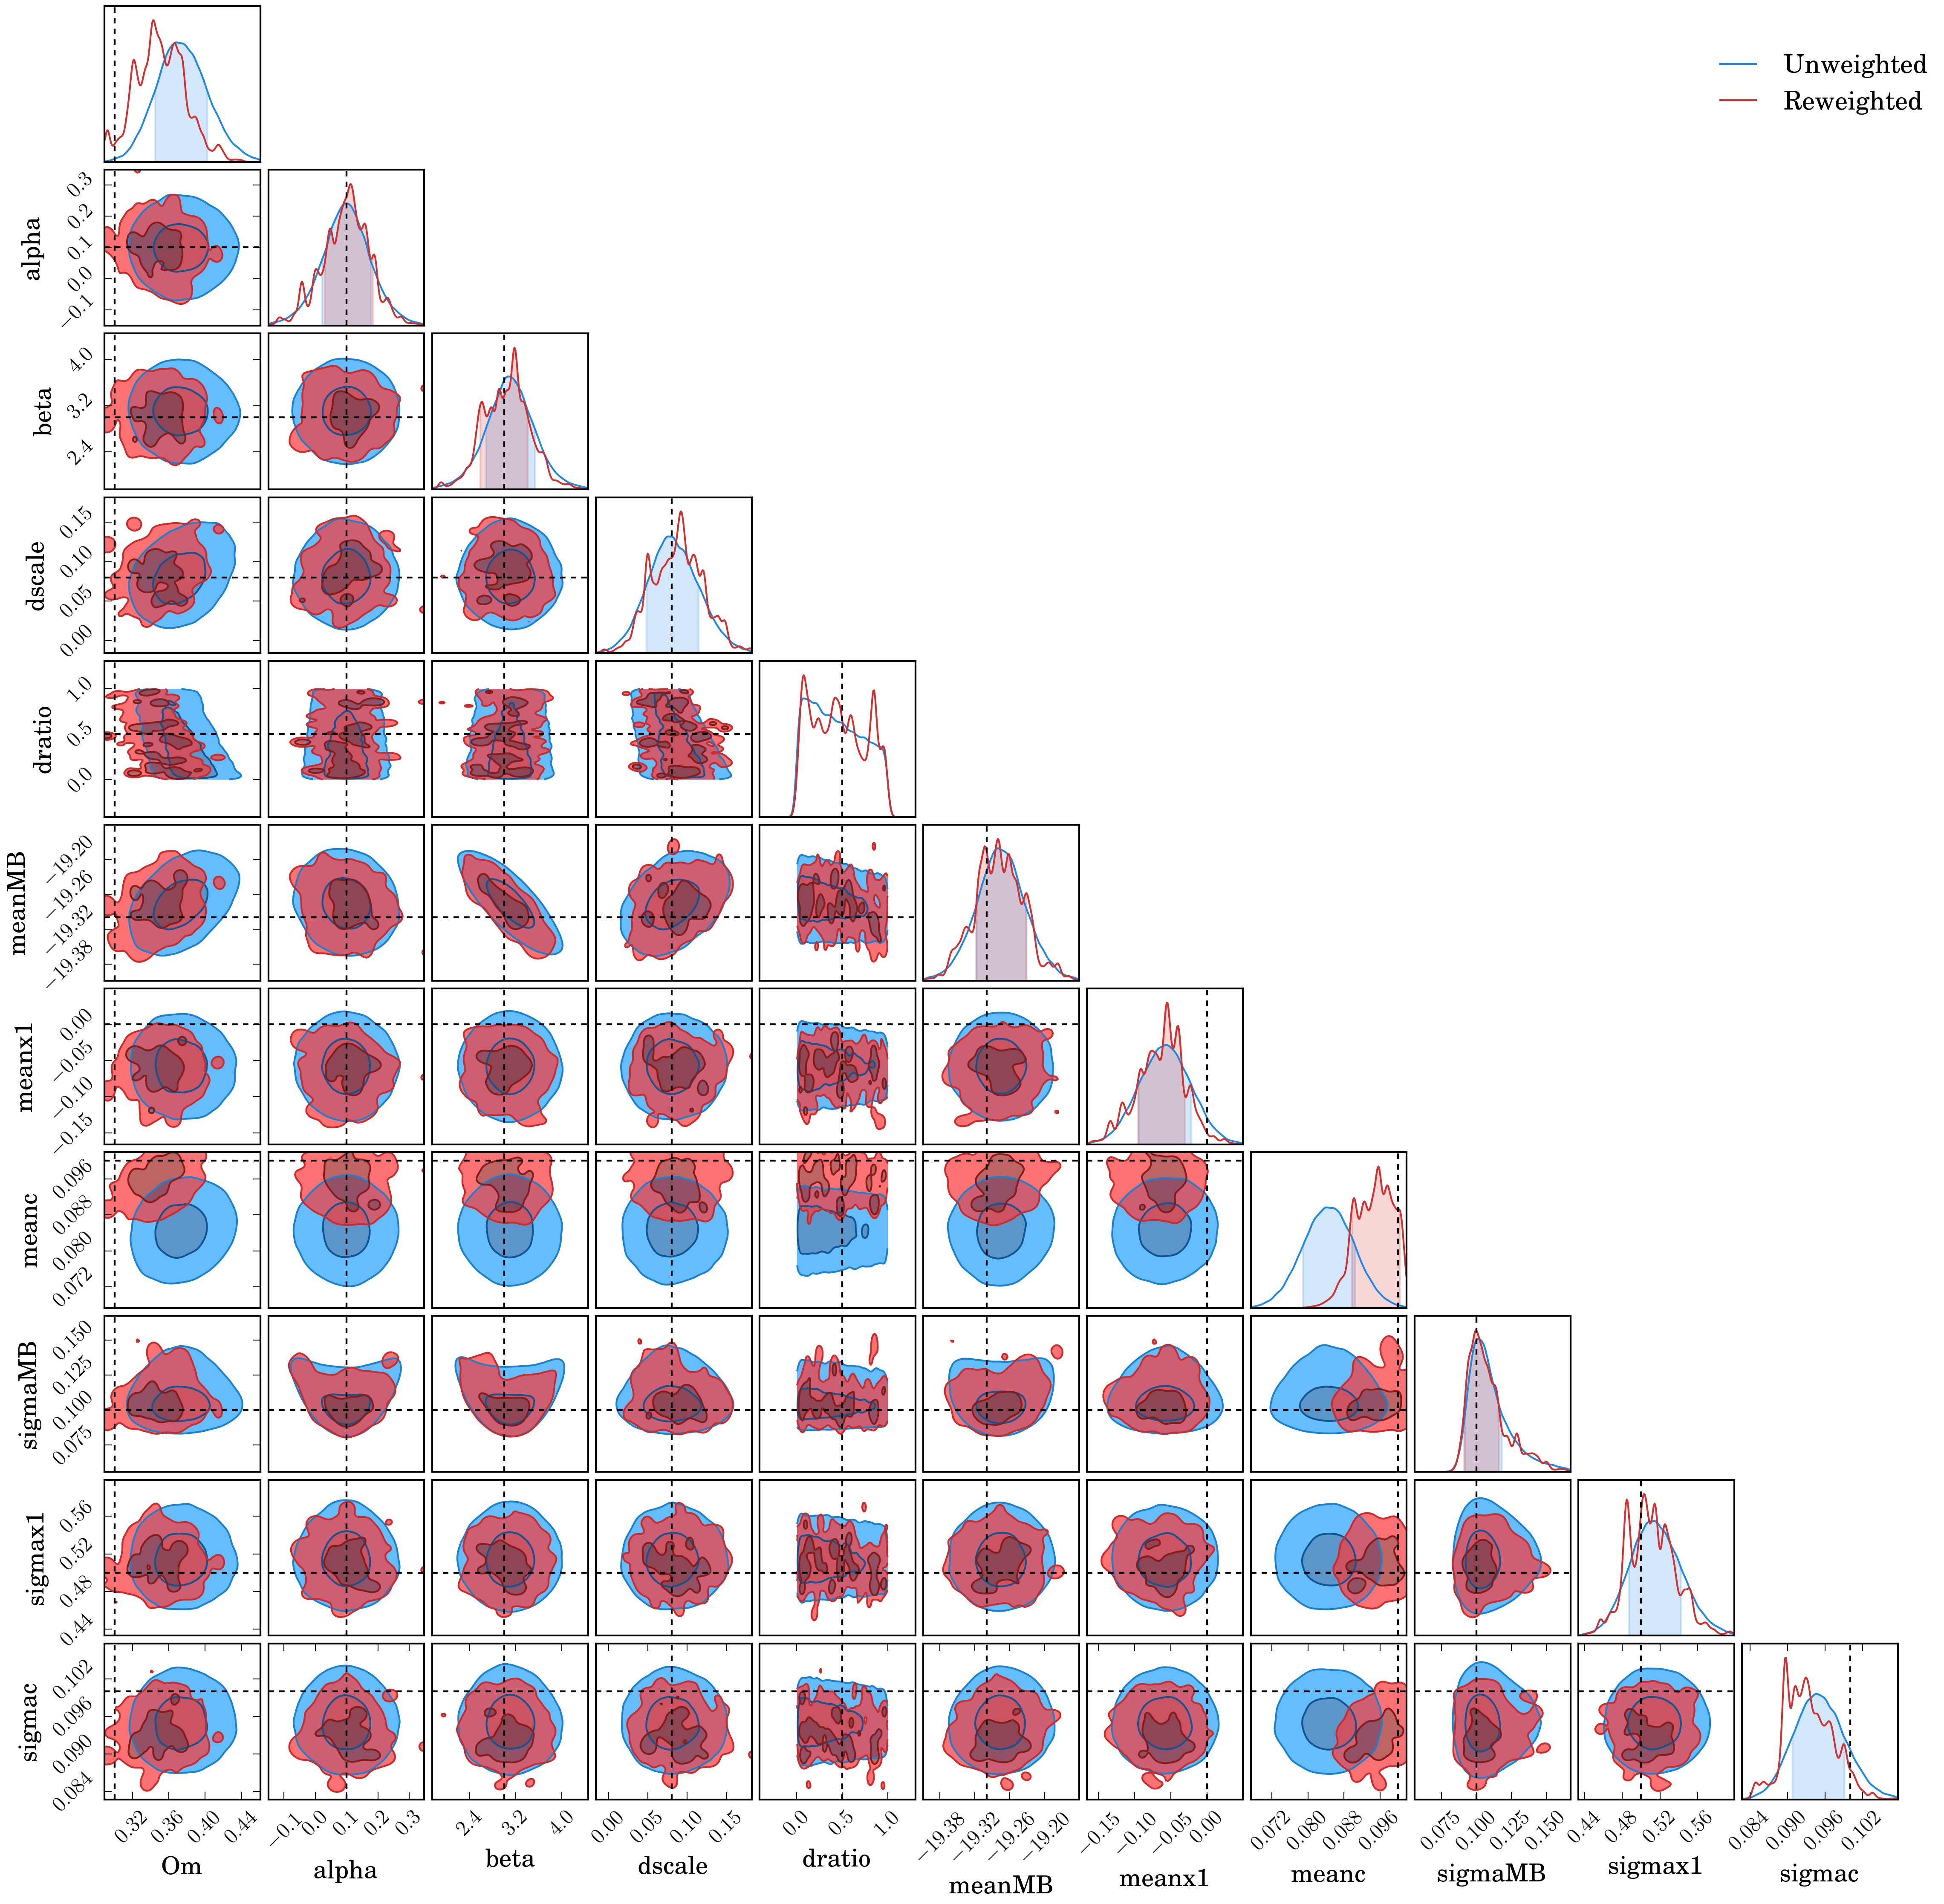 Unweighted
Reweighted
alpha
0.3
0.2
0.1
−0.0
−0.1
beta
4.0
3.2
2.4
dscale
0.15
0.10
0.05
0.00
dratio
1.0
0.5
0.0
meanMB
−19.20
−19.26
−19.32
−19.38
meanx1
0.00
−0.05
−0.10
−0.15
meanc
0.096
0.088
0.080
0.072
sigmaMB
0.150
0.125
0.100
0.075
sigmax1
0.56
0.52
0.48
0.44
sigmac
0.102
0.096
0.090
0.084
0.32 0.36 0.40 0.44
−0.1 0.0 0.1 0.2 0.3
2.4 3.2 4.0
0.00 0.05 0.10 0.15
0.0 0.5 1.0
−19.38 −19.32 −19.26 −19.20
−0.15 −0.10 −0.05 0.00
0.072 0.080 0.088 0.096
0.075 0.100 0.125 0.150
0.44 0.48 0.52 0.56
0.084 0.090 0.096 0.102
Om alpha beta dscale dratio meanMB meanx1 meanc sigmaMB sigmax1 sigmac